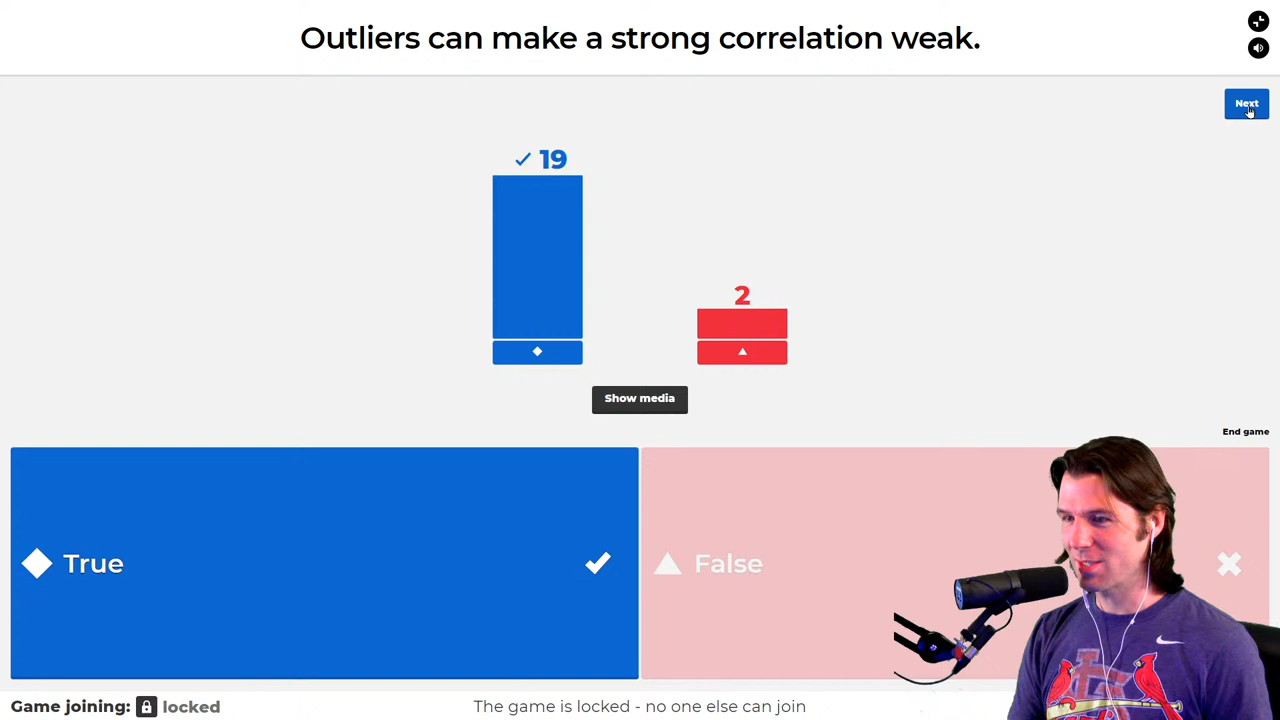 Outliers can make a strong correlation weak.
Next
19
2
Show media
End game
True
False
Game joining: locked
The game is locked - no one else can join